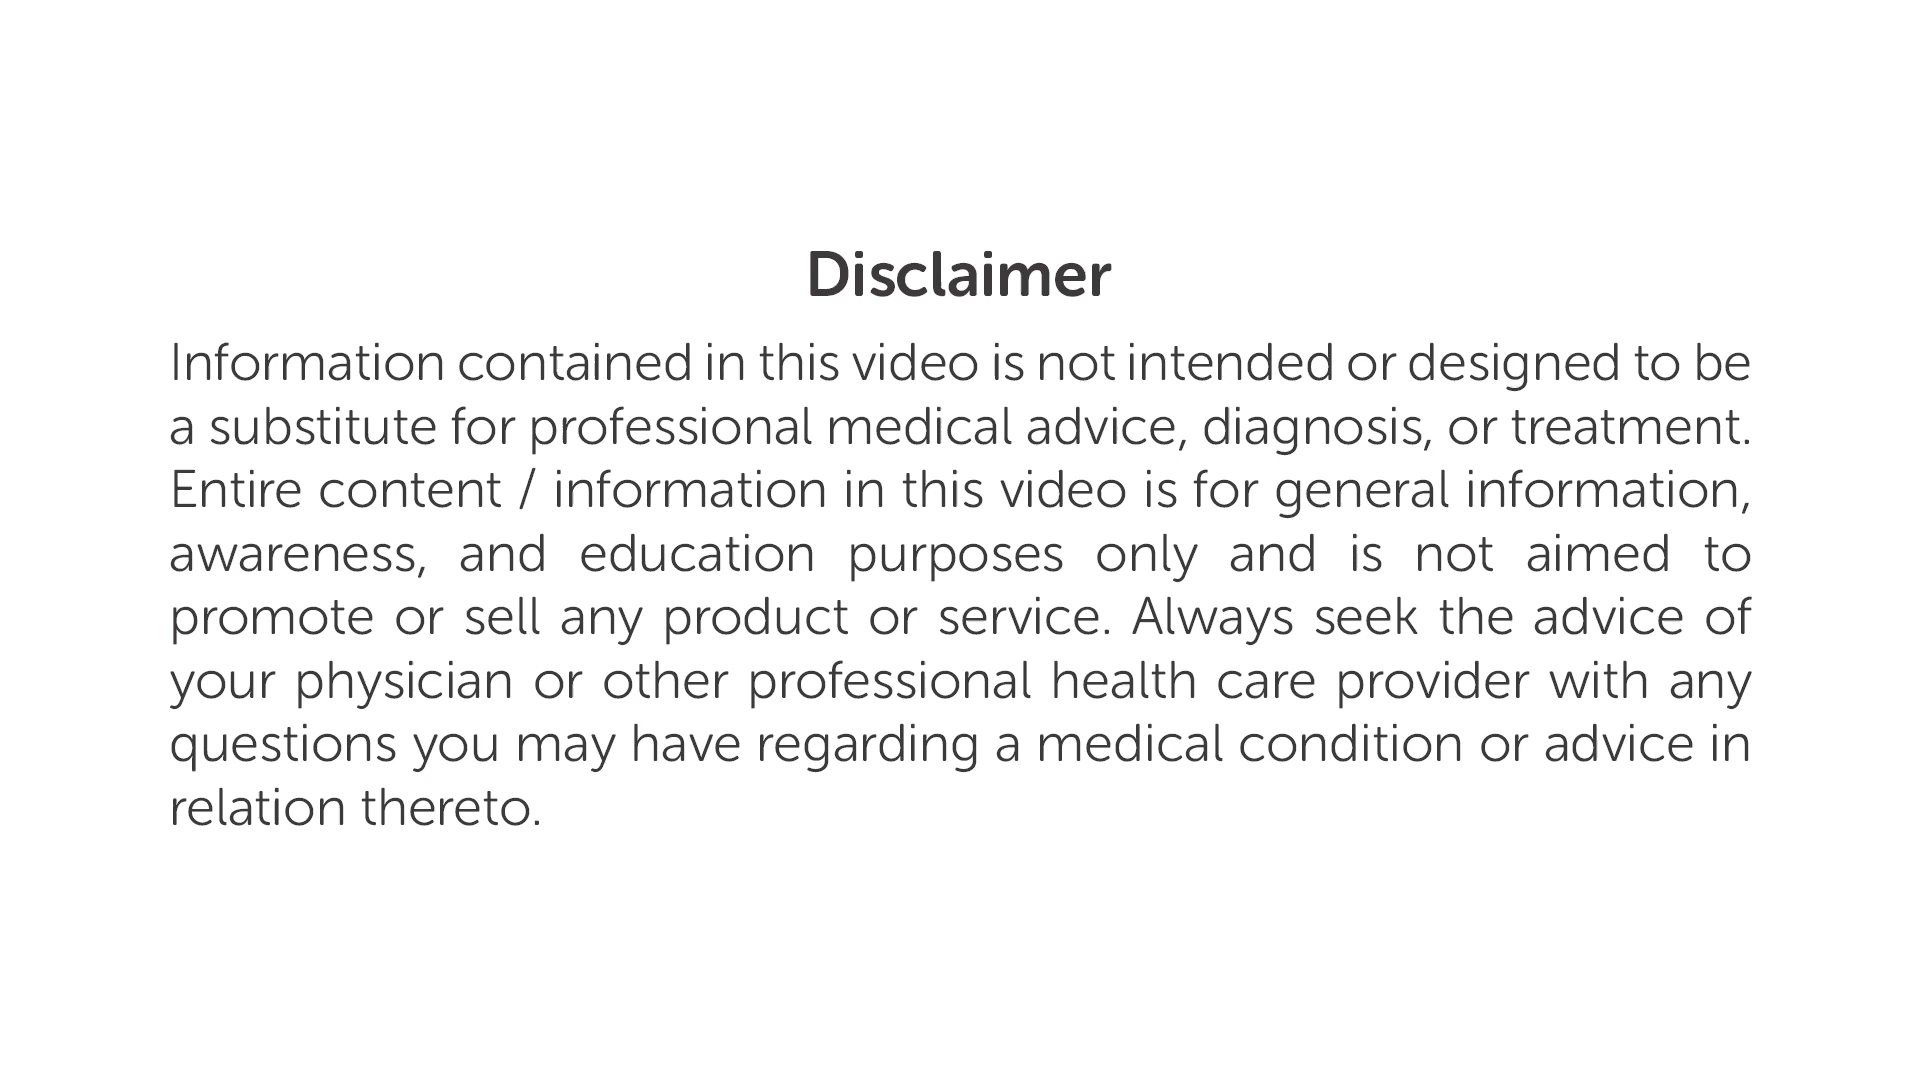 Disclaimer
Information contained in this video is not intended or designed to be
a substitute for professional medical advice, diagnosis, or treatment.
Entire content / information in this video is for general information,
awareness, and education purposes only and is not aimed to
promote or sell any product or service. Always seek the advice of
your physician or other professional health care provider with any
questions you may have regarding a medical condition or advice in
relation thereto.